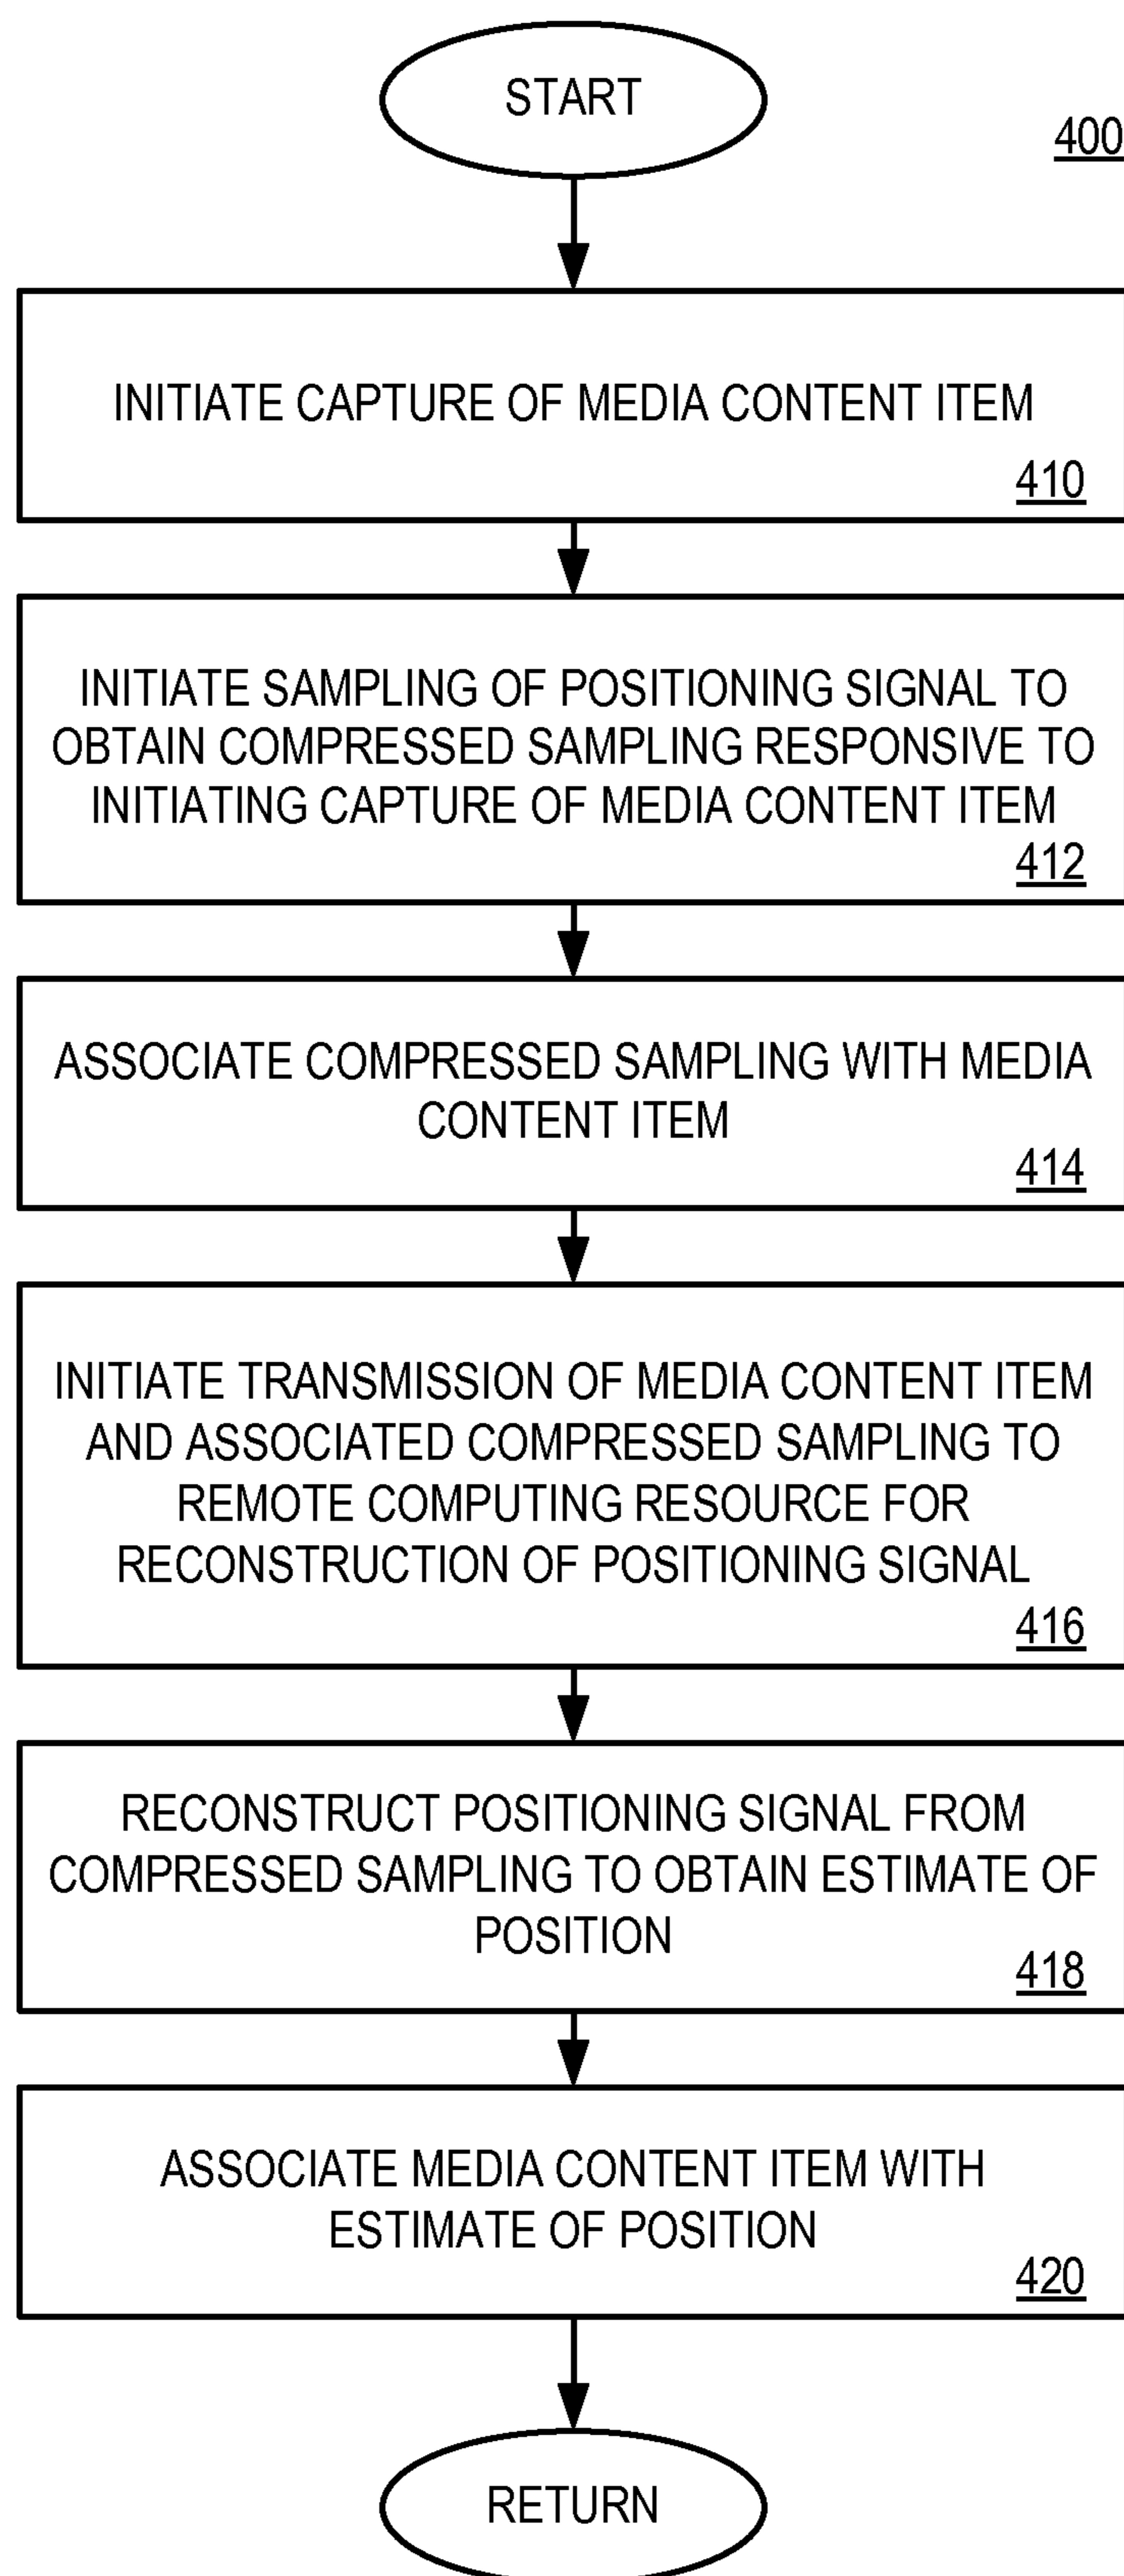 START
400
INITIATE CAPTURE OF MEDIA CONTENT ITEM
410
INITIATE SAMPLING OF POSITIONING SIGNAL TO
OBTAIN COMPRESSED SAMPLING RESPONSIVE TO
INITIATING CAPTURE OF MEDIA CONTENT ITEM
412
ASSOCIATE COMPRESSED SAMPLING WITH MEDIA
CONTENT ITEM
414
INITIATE TRANSMISSION OF MEDIA CONTENT ITEM
AND ASSOCIATED COMPRESSED SAMPLING TO
REMOTE COMPUTING RESOURCE FOR
RECONSTRUCTION OF POSITIONING SIGNAL
416
RECONSTRUCT POSITIONING SIGNAL FROM
COMPRESSED SAMPLING TO OBTAIN ESTIMATE OF
POSITION
418
ASSOCIATE MEDIA CONTENT ITEM WITH
ESTIMATE OF POSITION
420
RETURN